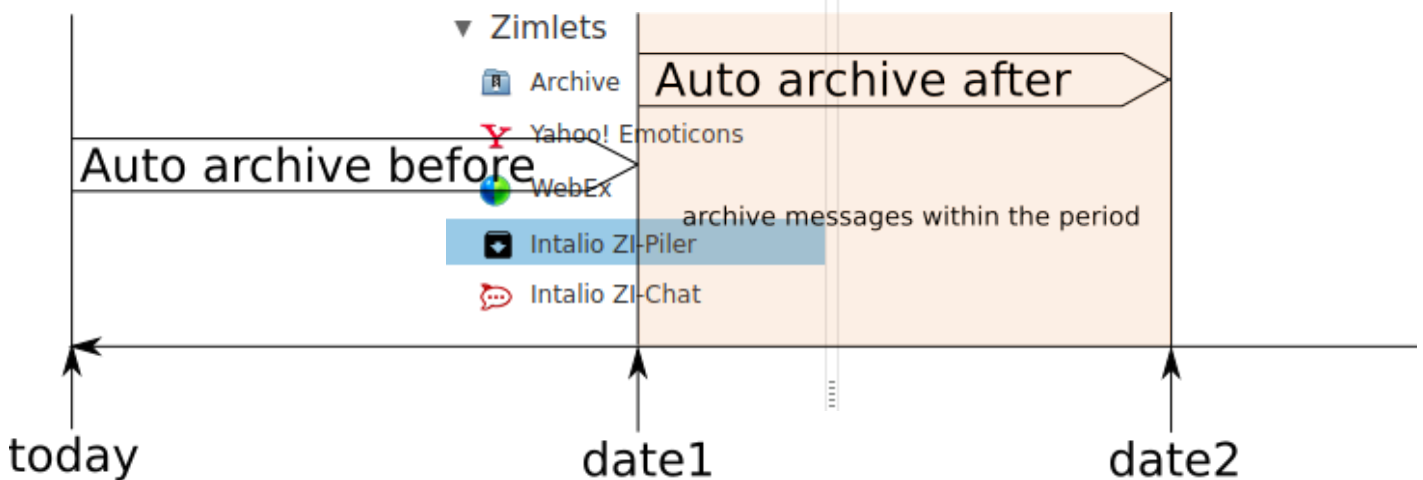 Zimlets
Archive
Auto archive after
Yahoo! Emoticons
Auto archive before
WebEx
archive messages within the period
Intalio ZI-Piler
Intalio ZI-Chat
today
date1
date2